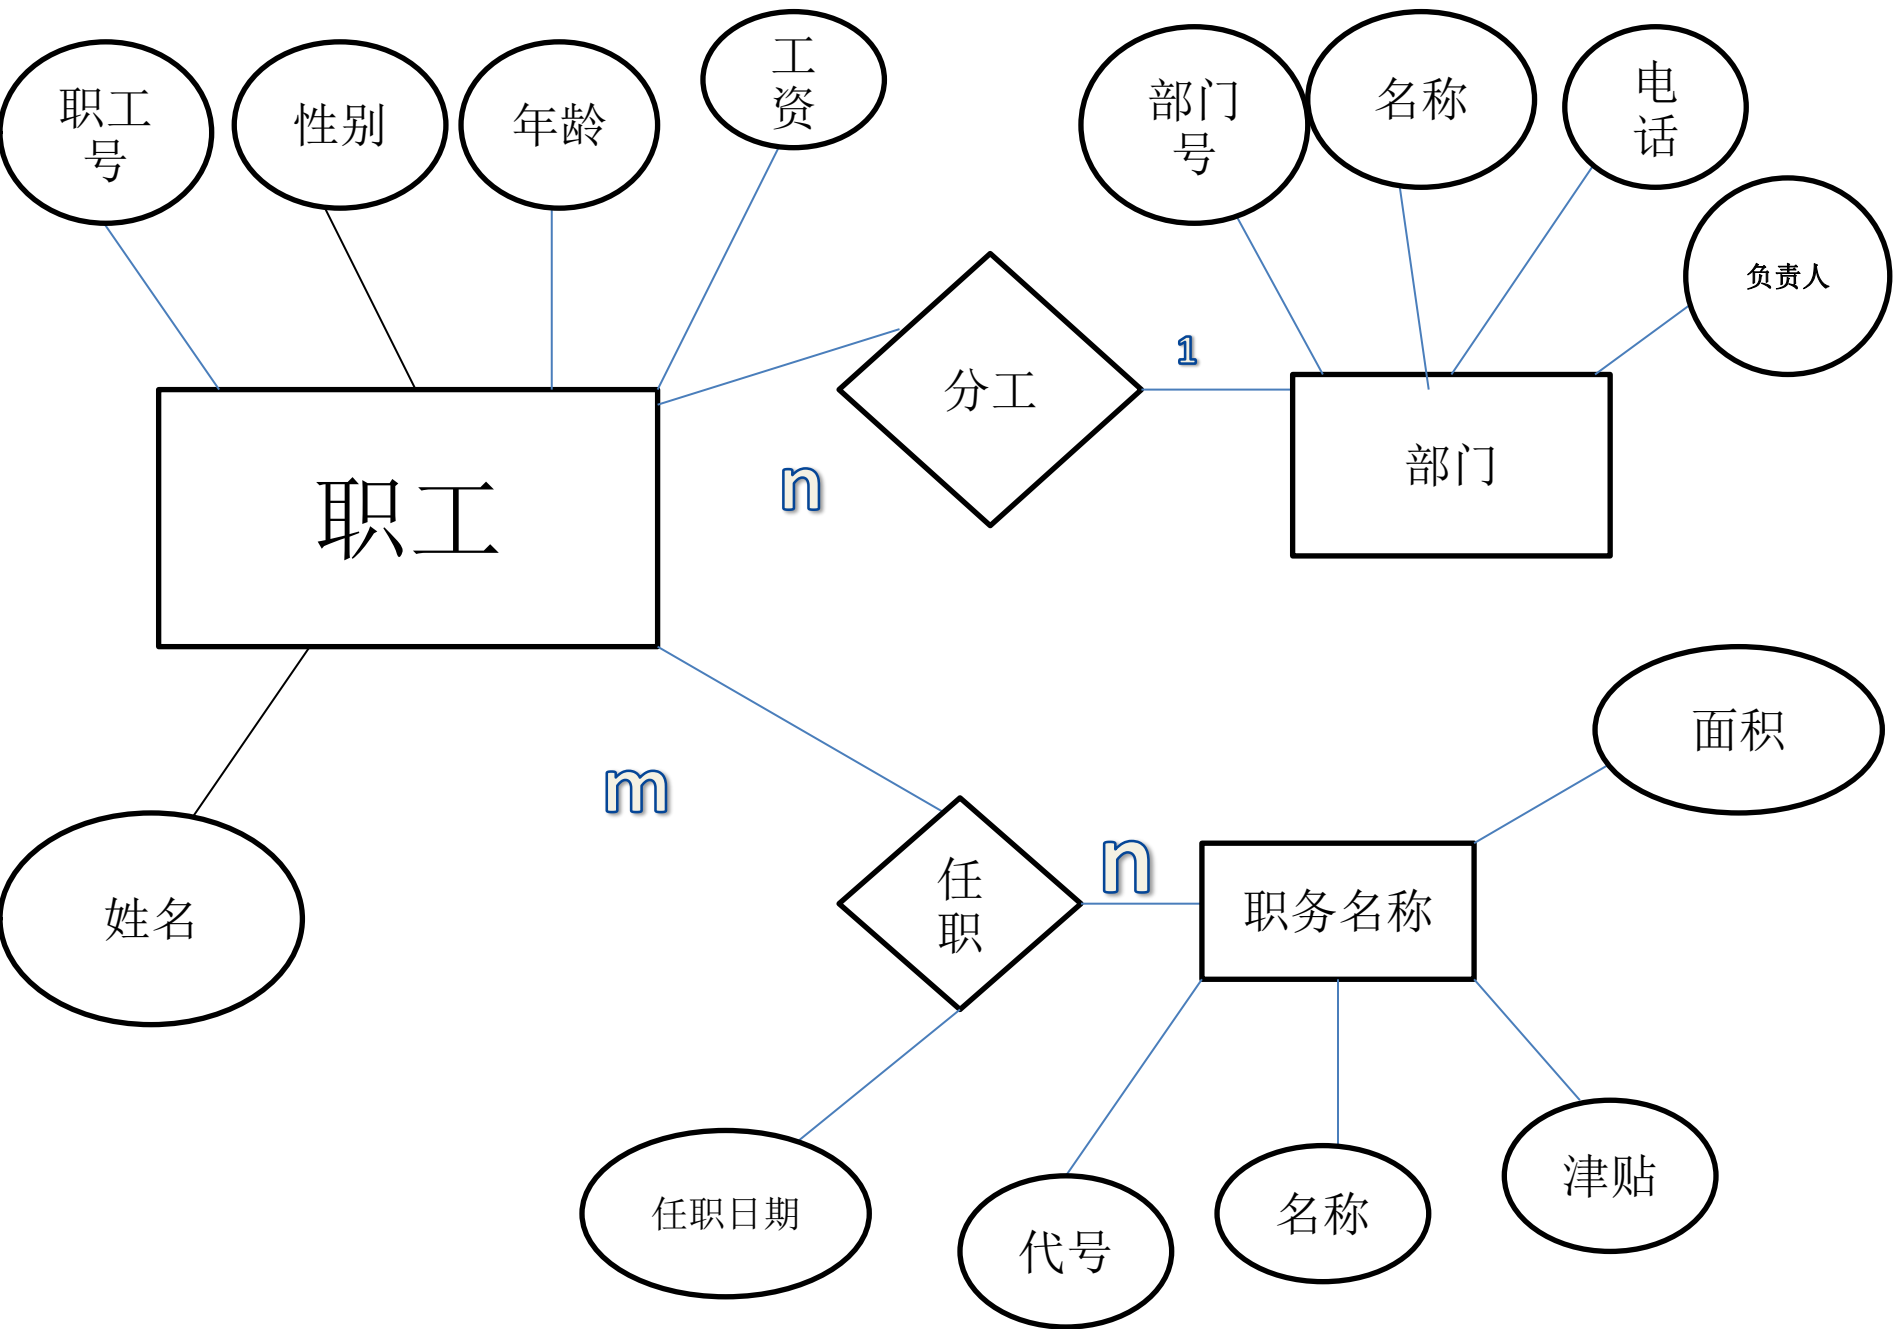 职工
号
性别
年龄
工
资
部门
号
名称
电
话
负责人
分工
1
n
部门
职工
m
n
面积
任
职
职务名称
姓名
任职日期
代号
名称
津贴